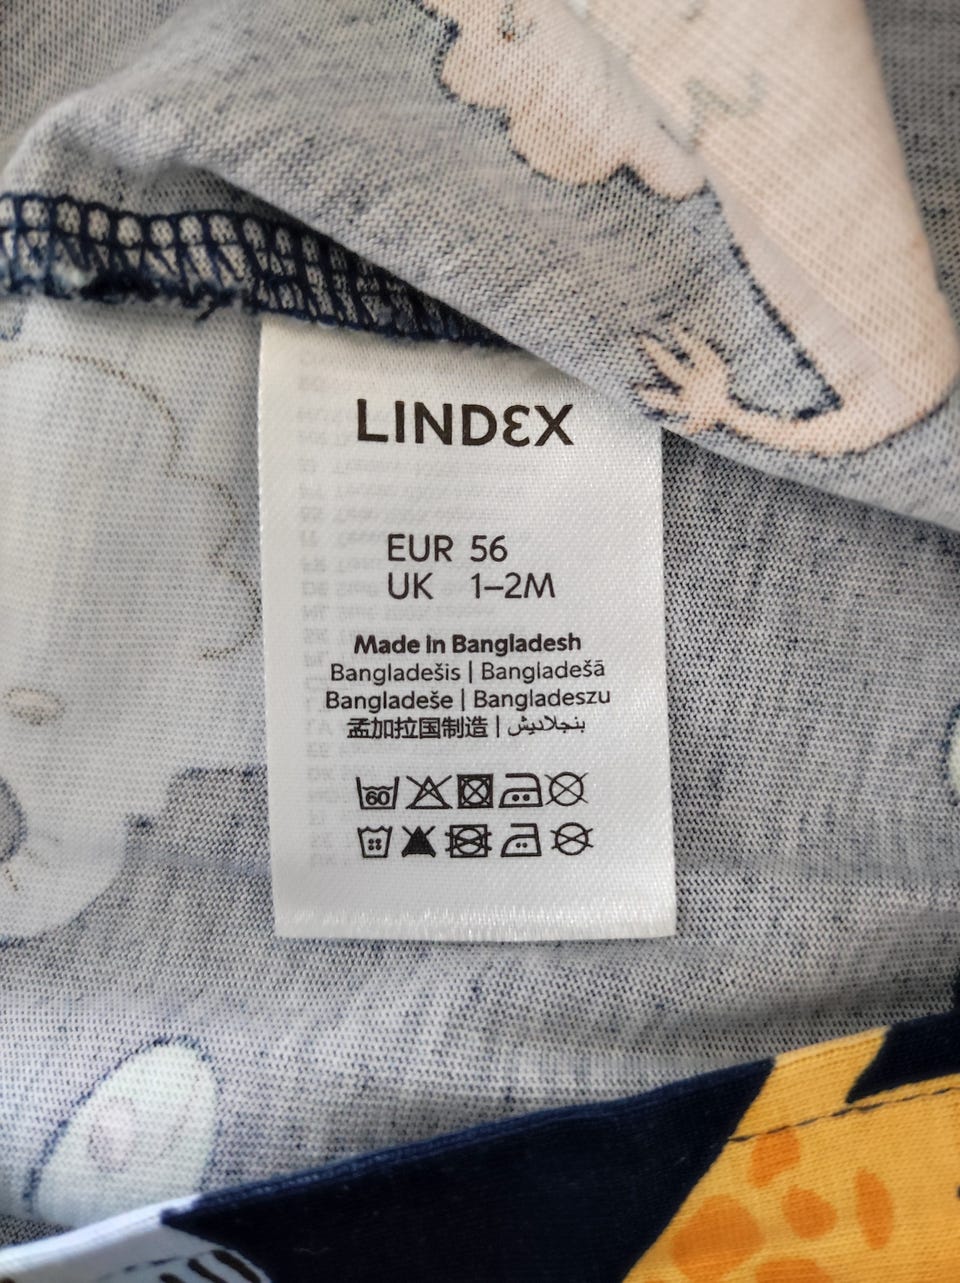 LINDEX
EUR 56
UK 1–2M
Made in Bangladesh
Bangladešis | Bangladešā
Bangladeše | Bangladeszu
孟加拉国制造 | بنجلاديش
60